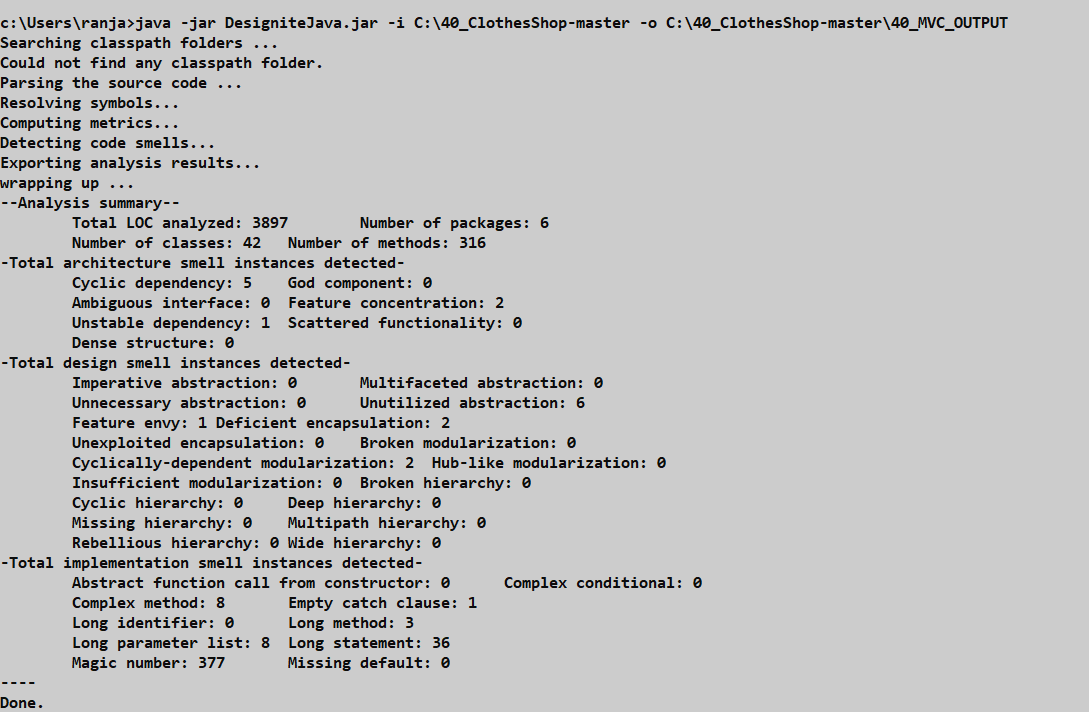 c:\Users\ranja>java -jar DesigniteJava.jar -i C:\40_ClothesShop-master -o C:\40_ClothesShop-master\40_MVC_OUTPUT
Searching classpath folders ...
Could not find any classpath folder.
Parsing the source code ...
Resolving symbols...
Computing metrics...
Detecting code smells...
Exporting analysis results...
wrapping up ...
--Analysis summary--
        Total LOC analyzed: 3897        Number of packages: 6
        Number of classes: 42   Number of methods: 316
-Total architecture smell instances detected-
        Cyclic dependency: 5    God component: 0
        Ambiguous interface: 0  Feature concentration: 2
        Unstable dependency: 1  Scattered functionality: 0
        Dense structure: 0
-Total design smell instances detected-
        Imperative abstraction: 0       Multifaceted abstraction: 0
        Unnecessary abstraction: 0      Unutilized abstraction: 6
        Feature envy: 1 Deficient encapsulation: 2
        Unexploited encapsulation: 0    Broken modularization: 0
        Cyclically-dependent modularization: 2  Hub-like modularization: 0
        Insufficient modularization: 0  Broken hierarchy: 0
        Cyclic hierarchy: 0     Deep hierarchy: 0
        Missing hierarchy: 0    Multipath hierarchy: 0
        Rebellious hierarchy: 0 Wide hierarchy: 0
-Total implementation smell instances detected-
        Abstract function call from constructor: 0      Complex conditional: 0
        Complex method: 8       Empty catch clause: 1
        Long identifier: 0      Long method: 3
        Long parameter list: 8  Long statement: 36
        Magic number: 377       Missing default: 0
----
Done.